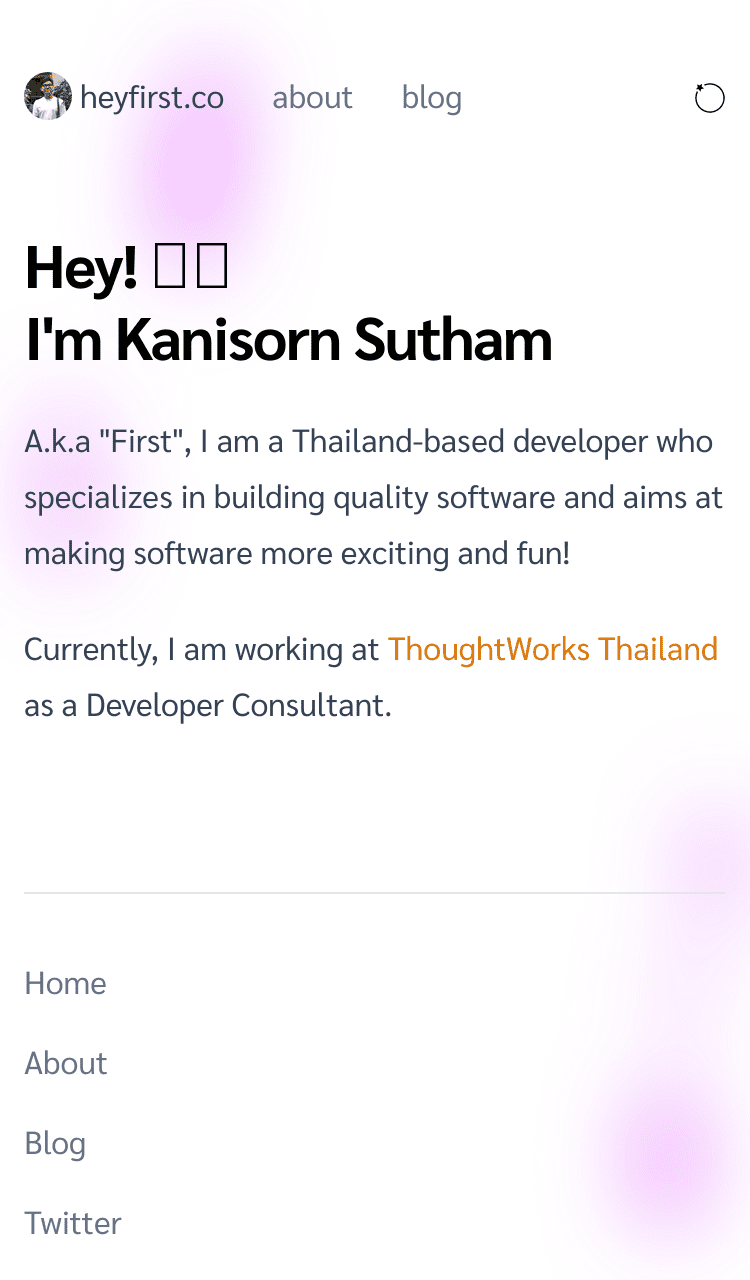 heyfirst.co about blog
Hey!
I'm Kanisorn Sutham
A.k.a "First", I am a Thailand-based developer who
specializes in building quality software and aims at
making software more exciting and fun!
Currently, I am working at ThoughtWorks Thailand
as a Developer Consultant.
Home
About
Blog
Twitter